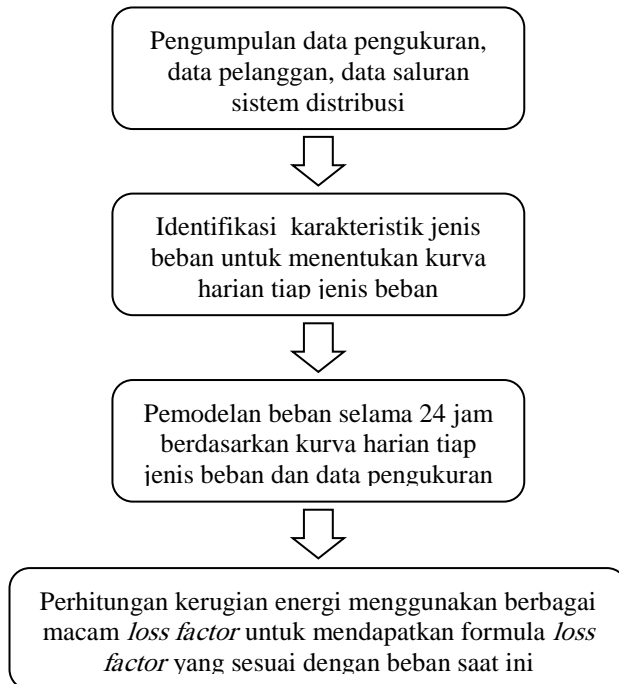 Pengumpulan data pengukuran,
data pelanggan, data saluran
sistem distribusi
Identifikasi karakteristik jenis
beban untuk menentukan kurva
harian tiap jenis beban
Pemodelan beban selama 24 jam
berdasarkan kurva harian tiap
jenis beban dan data pengukuran
Perhitungan kerugian energi menggunakan berbagai
macam loss factor untuk mendapatkan formula loss
factor yang sesuai dengan beban saat ini